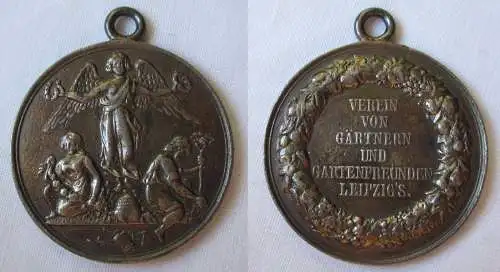 VEREIN
VON
GÄRTNERN
UND
GARTENFREUNDEN
LEIPZIG'S.